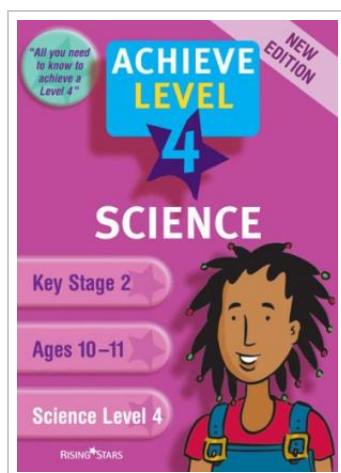 "All you need
to know to
achieve a
Level 4"
NEW
EDITION
ACHIEVE
LEVEL
4
SCIENCE
Key Stage 2
Ages 10–11
Science Level 4
RISING★STARS